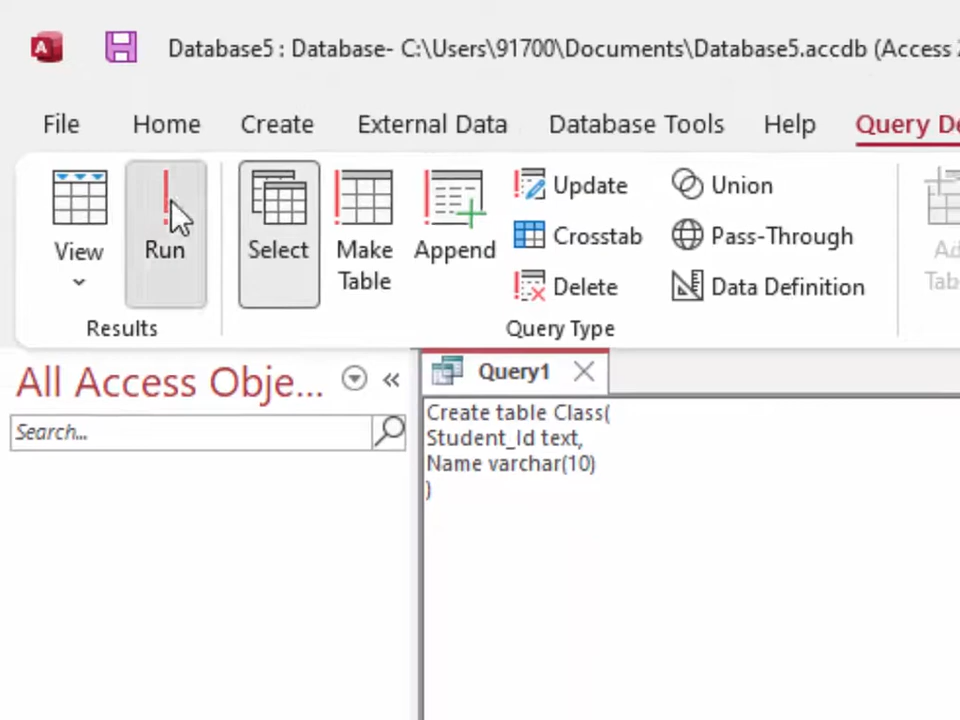 Database5 : Database- C:\Users\91700\Documents\Database5.accdb (Access
File Home Create External Data Database Tools Help Query De
View Run Select Make Table Append Update Crosstab Delete Union Pass-Through Data Definition Ad Tab
Results Query Type
All Access Obje... «
Search...
Query1
Create table Class(
Student_Id text,
Name varchar(10)
)